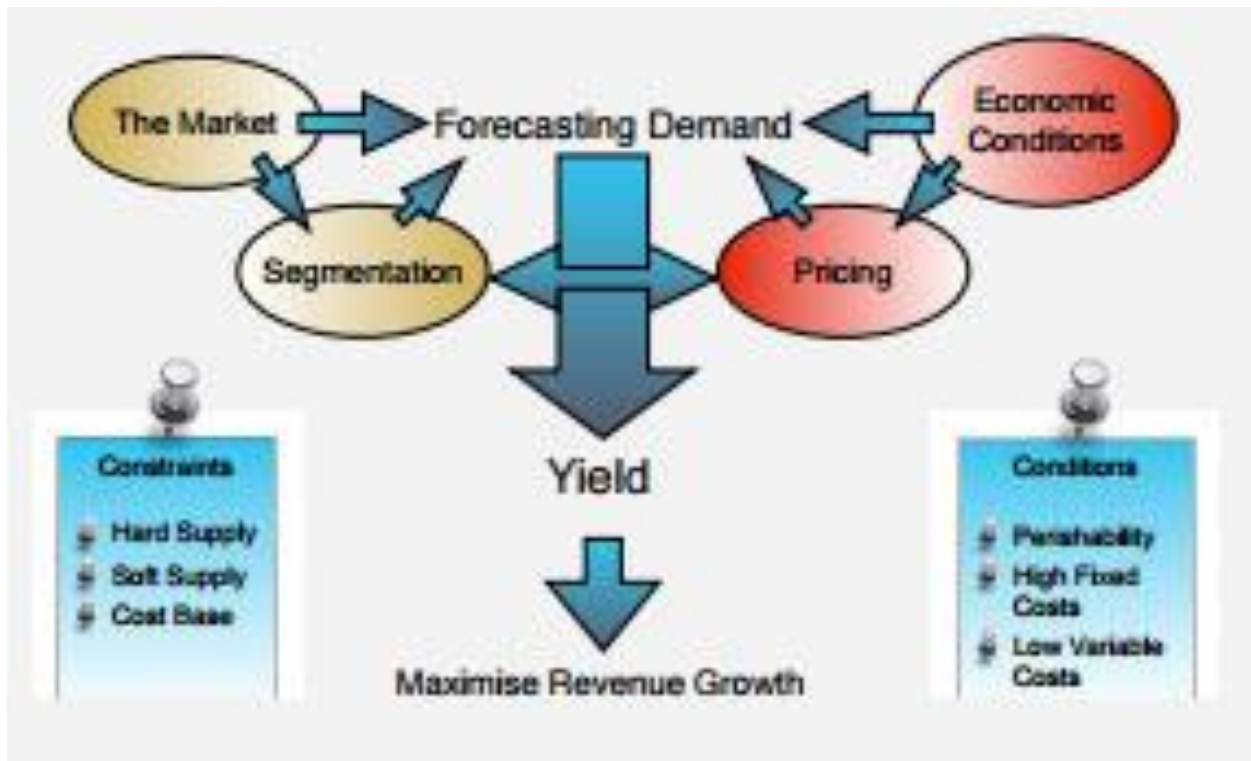 The Market
Forecasting Demand
Economic
Conditions
Segmentation
Pricing
Constraints
Hard Supply
Soft Supply
Cost Base
Yield
Maximise Revenue Growth
Conditions
Perishability
High Fixed
Costs
Low Variable
Costs